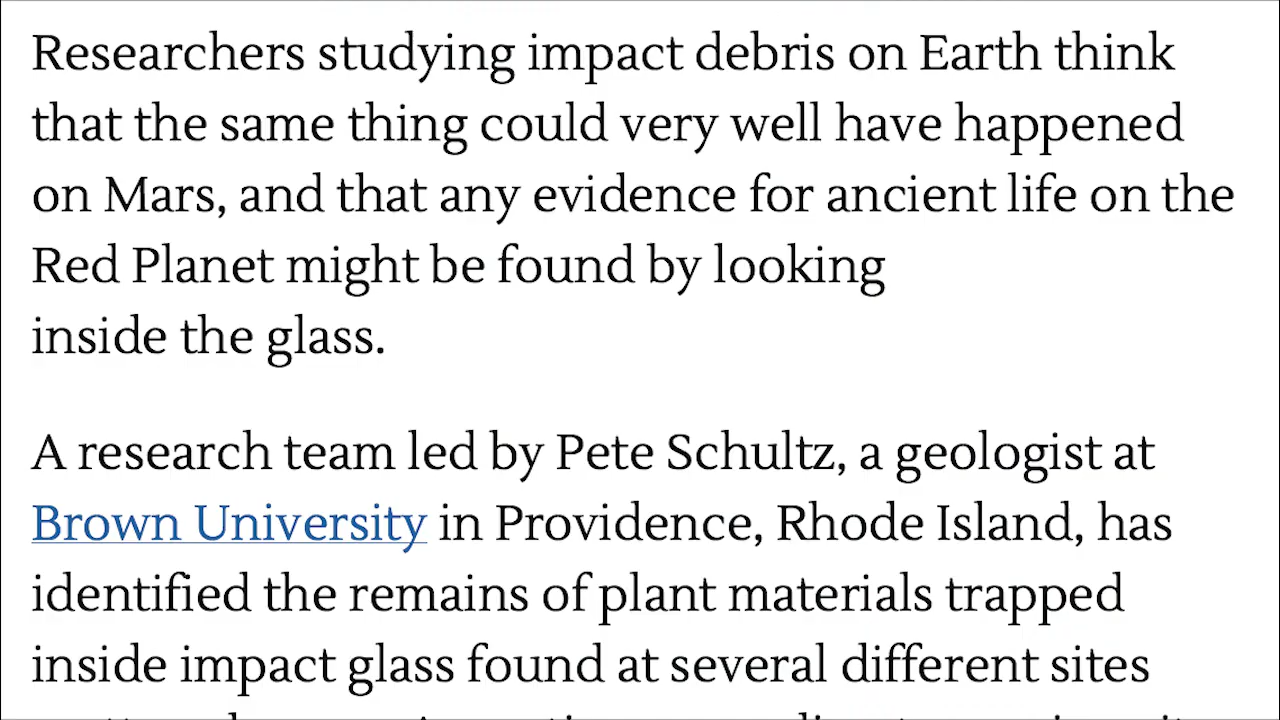 Researchers studying impact debris on Earth think
that the same thing could very well have happened
on Mars, and that any evidence for ancient life on the
Red Planet might be found by looking
inside the glass.
A research team led by Pete Schultz, a geologist at
Brown University in Providence, Rhode Island, has
identified the remains of plant materials trapped
inside impact glass found at several different sites